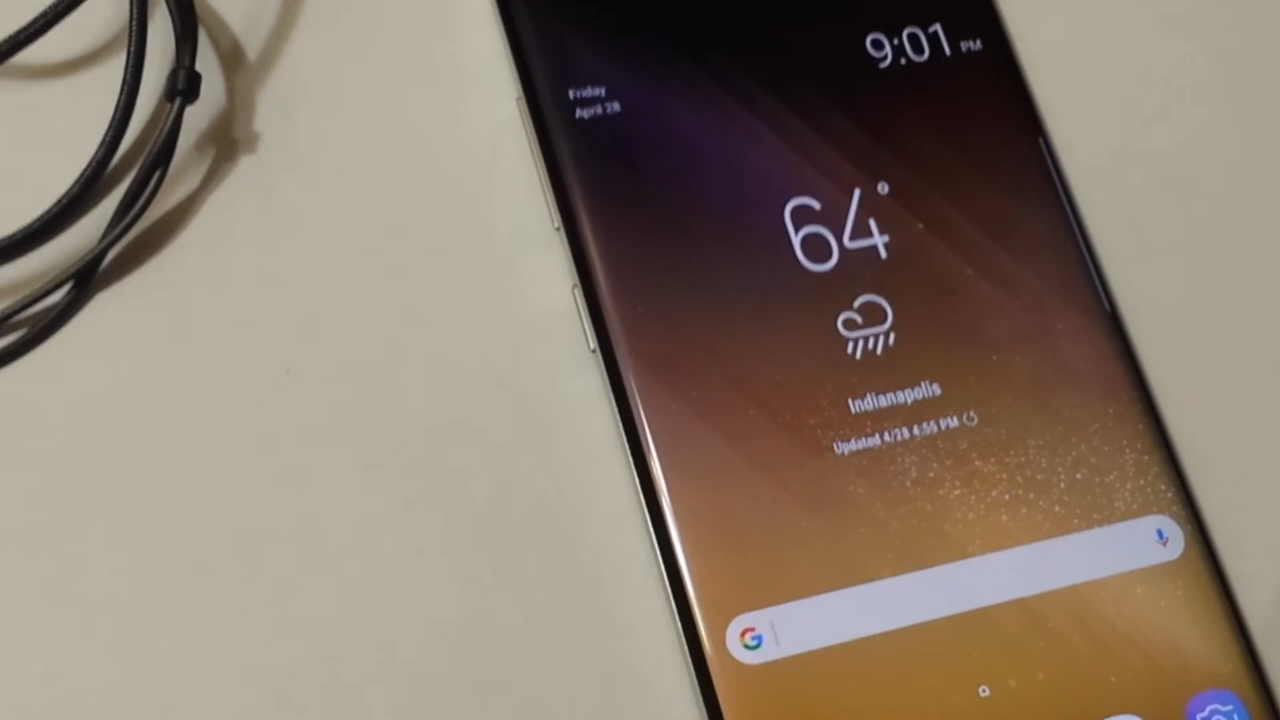 9:01 PM
Friday
April 28
64°
Indianapolis
Updated 4/28 4:55 PM
G